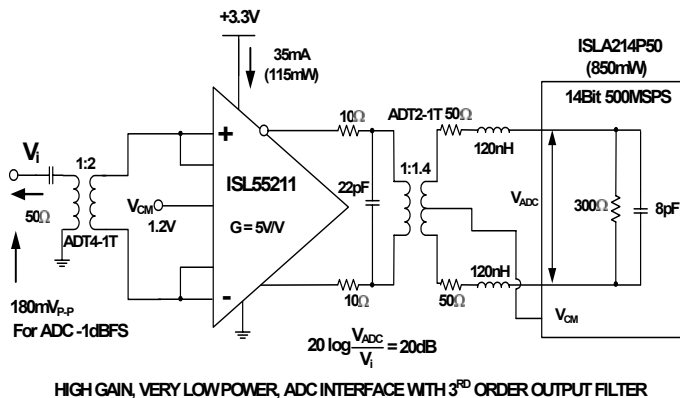 +3.3V
35mA
(115mW)
ISLA214P50
(850mW)
14Bit 500MSPS
10Ω
ADT2-1T
50Ω
120nH
1:2
Vi
50Ω
ADT4-1T
+
ISL55211
VCM
1.2V
G = 5V/V
-
22pF
1:1.4
VADC
300Ω
8pF
10Ω
50Ω
120nH
VCM
180mVP-P
For ADC -1dBFS
20 log VADC/Vi = 20dB
HIGH GAIN, VERY LOW POWER, ADC INTERFACE WITH 3RD ORDER OUTPUT FILTER